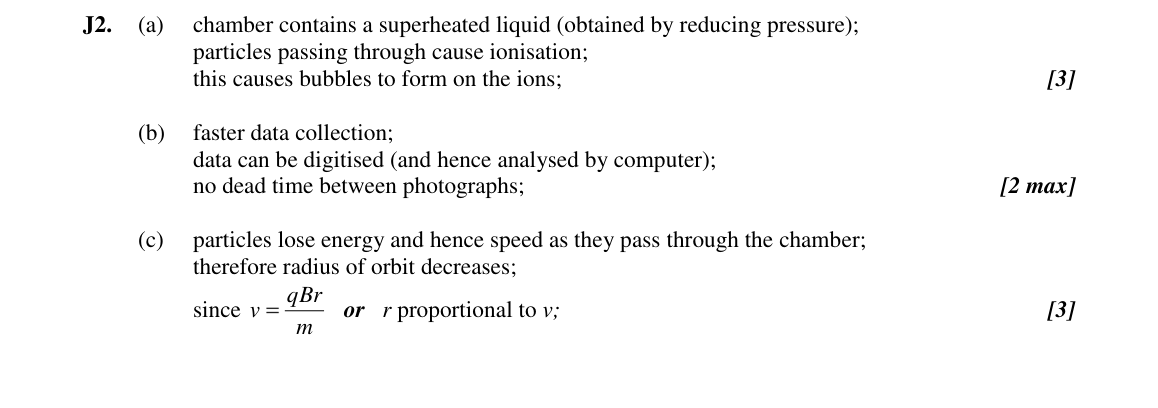 J2. (a) chamber contains a superheated liquid (obtained by reducing pressure);
particles passing through cause ionisation;
this causes bubbles to form on the ions; [3]
(b) faster data collection;
data can be digitised (and hence analysed by computer);
no dead time between photographs; [2 max]
(c) particles lose energy and hence speed as they pass through the chamber;
therefore radius of orbit decreases;
since v = qBr/m or r proportional to v; [3]